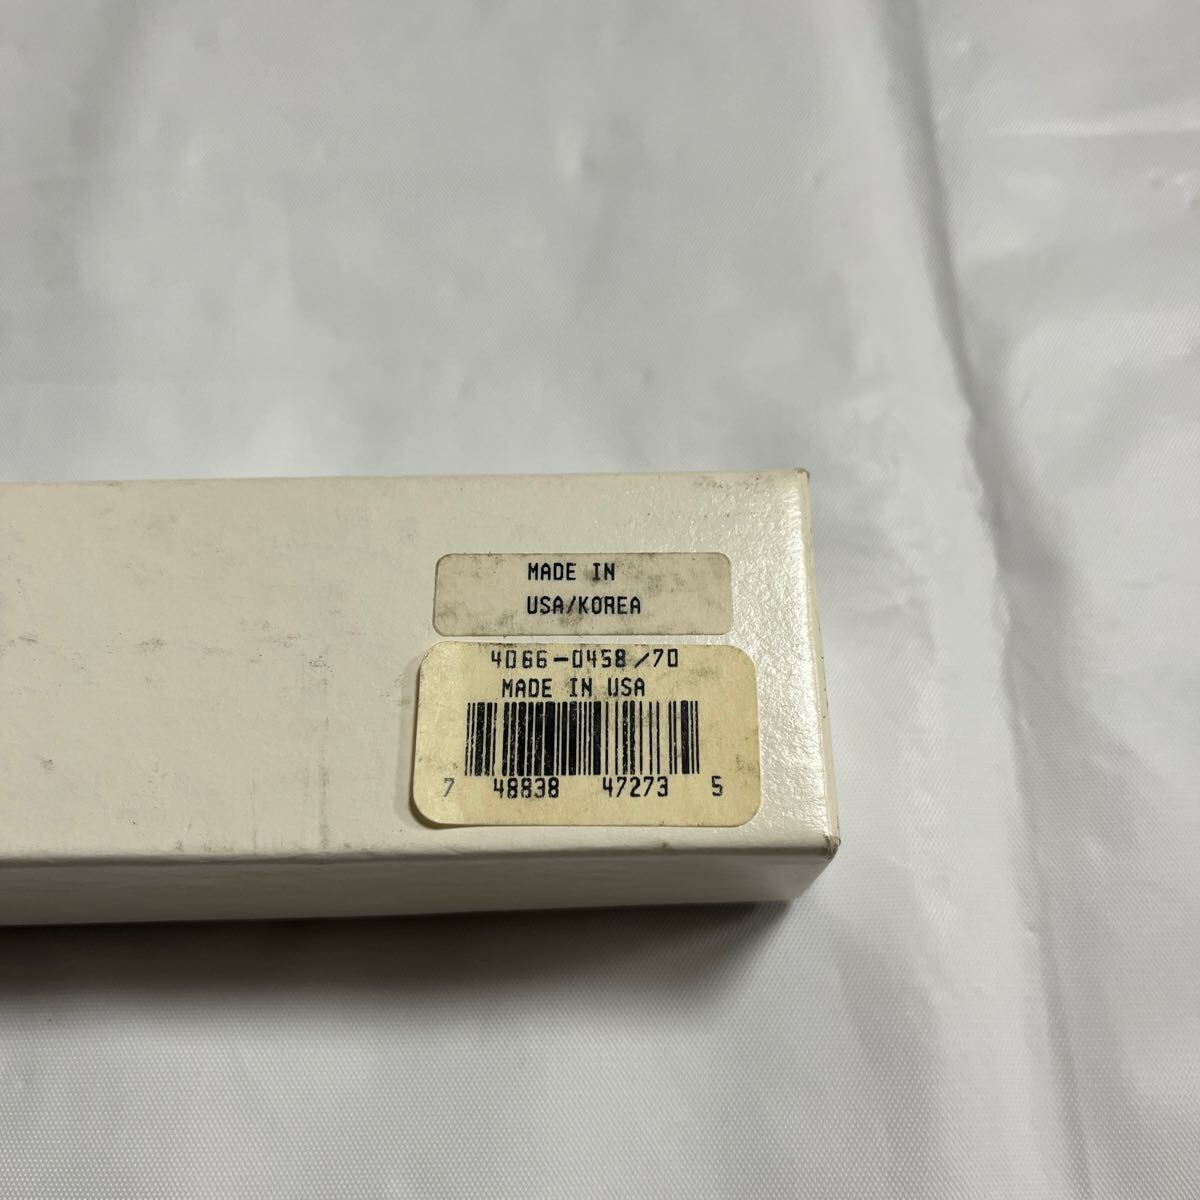 MADE IN
USA/KOREA
4066-0458/70
MADE IN USA
7 48838 47273 5